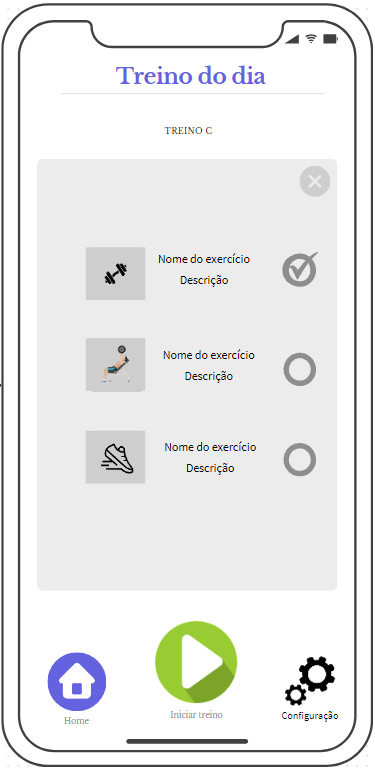 Treino do dia
TREINO C
Nome do exercício
Descrição
Nome do exercício
Descrição
Nome do exercício
Descrição
Home
Iniciar treino
Configuração